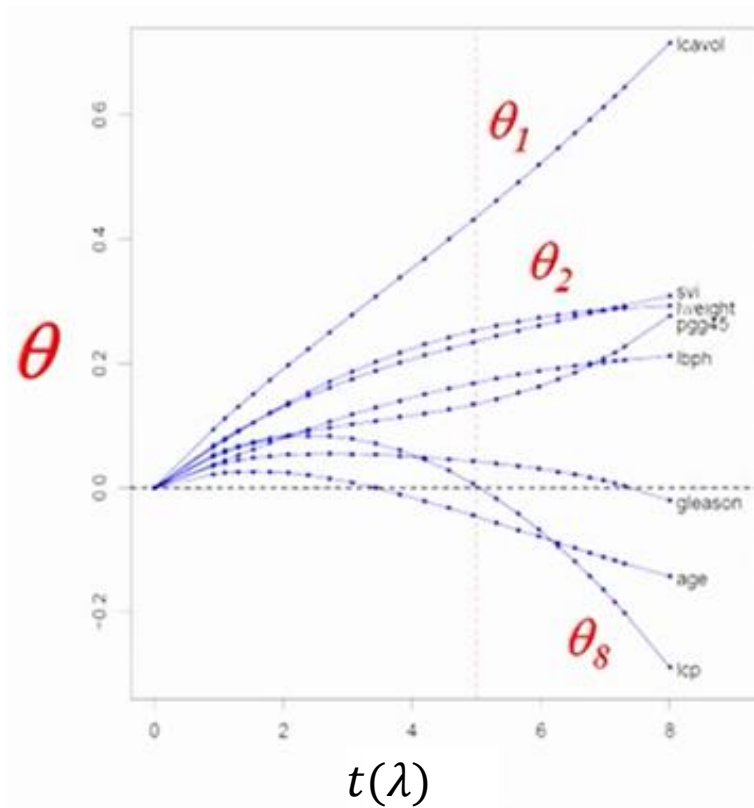 lcavol
0.6
θ₁
0.4
θ₂
svi
lweight
pgg45
θ
0.2
lbph
0.0
gleason
age
-0.2
θ₈
lcp
0 2 4 6 8
t(λ)